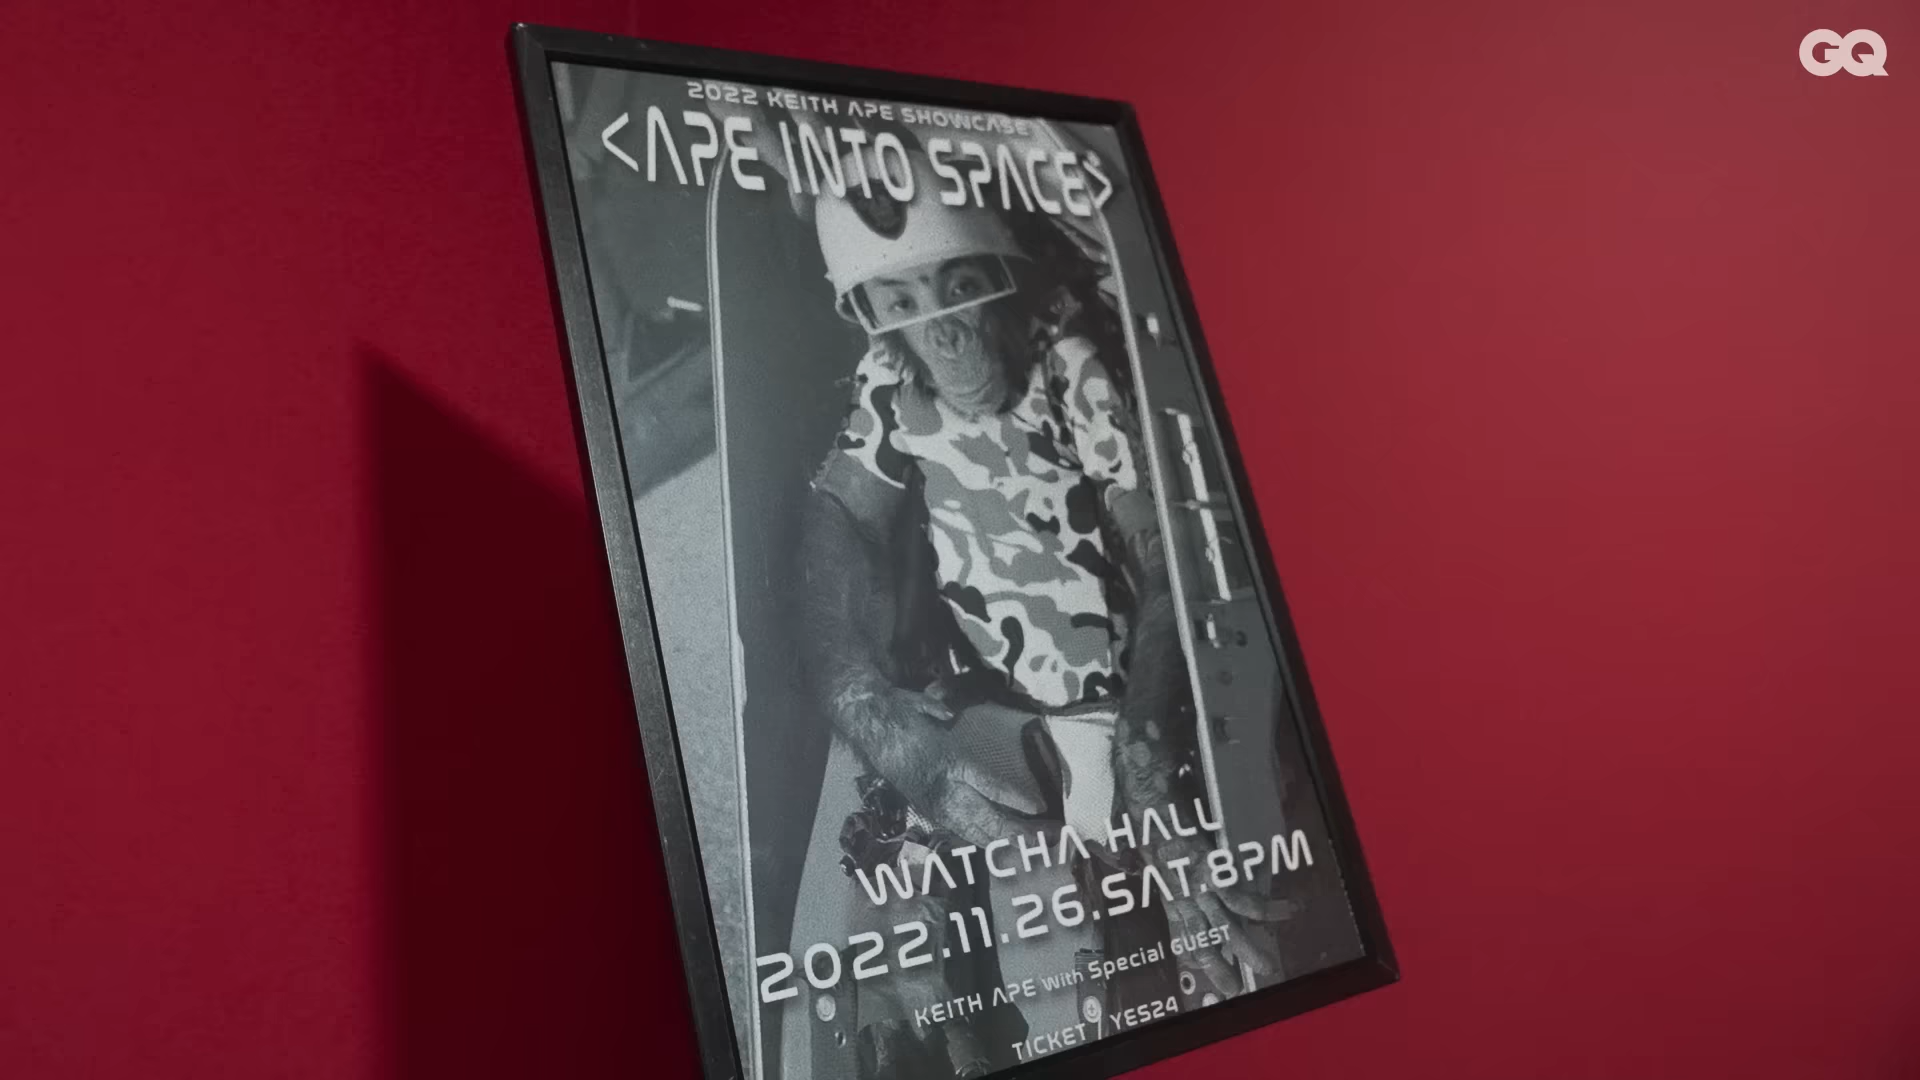 GQ
2022 KEITH APE SHOWCASE
<APE INTO SPACE>
WATCHA HALL
2022.11.26.SAT.8PM
KEITH APE with Special GUEST
TICKET / YES24